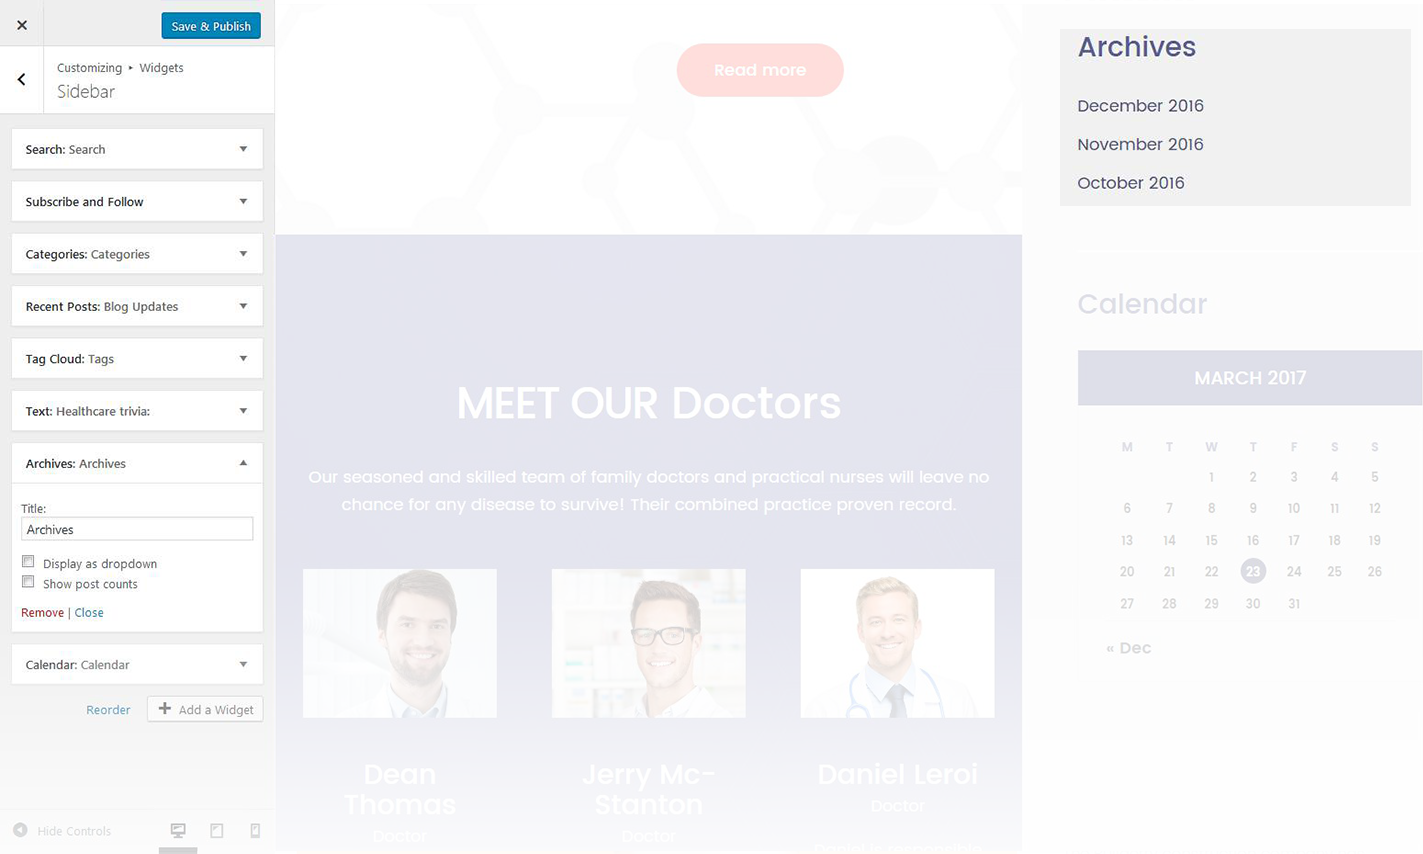 Save & Publish
Customizing ▸ Widgets
Sidebar
Search: Search
Subscribe and Follow
Categories: Categories
Recent Posts: Blog Updates
Tag Cloud: Tags
Text: Healthcare trivia:
Archives: Archives
Title:
Archives
Display as dropdown
Show post counts
Remove | Close
Calendar: Calendar
Reorder
Add a Widget
Hide Controls
Read more
MEET OUR Doctors
Our seasoned and skilled team of family doctors and practical nurses will leave no
chance for any disease to survive! Their combined practice proven record.
Dean
Thomas
Doctor
Jerry Mc-
Stanton
Doctor
Daniel Leroi
Doctor
Daniel is responsible
Archives
December 2016
November 2016
October 2016
Calendar
MARCH 2017
M T W T F S S
1 2 3 4 5
6 7 8 9 10 11 12
13 14 15 16 17 18 19
20 21 22 23 24 25 26
27 28 29 30 31
« Dec